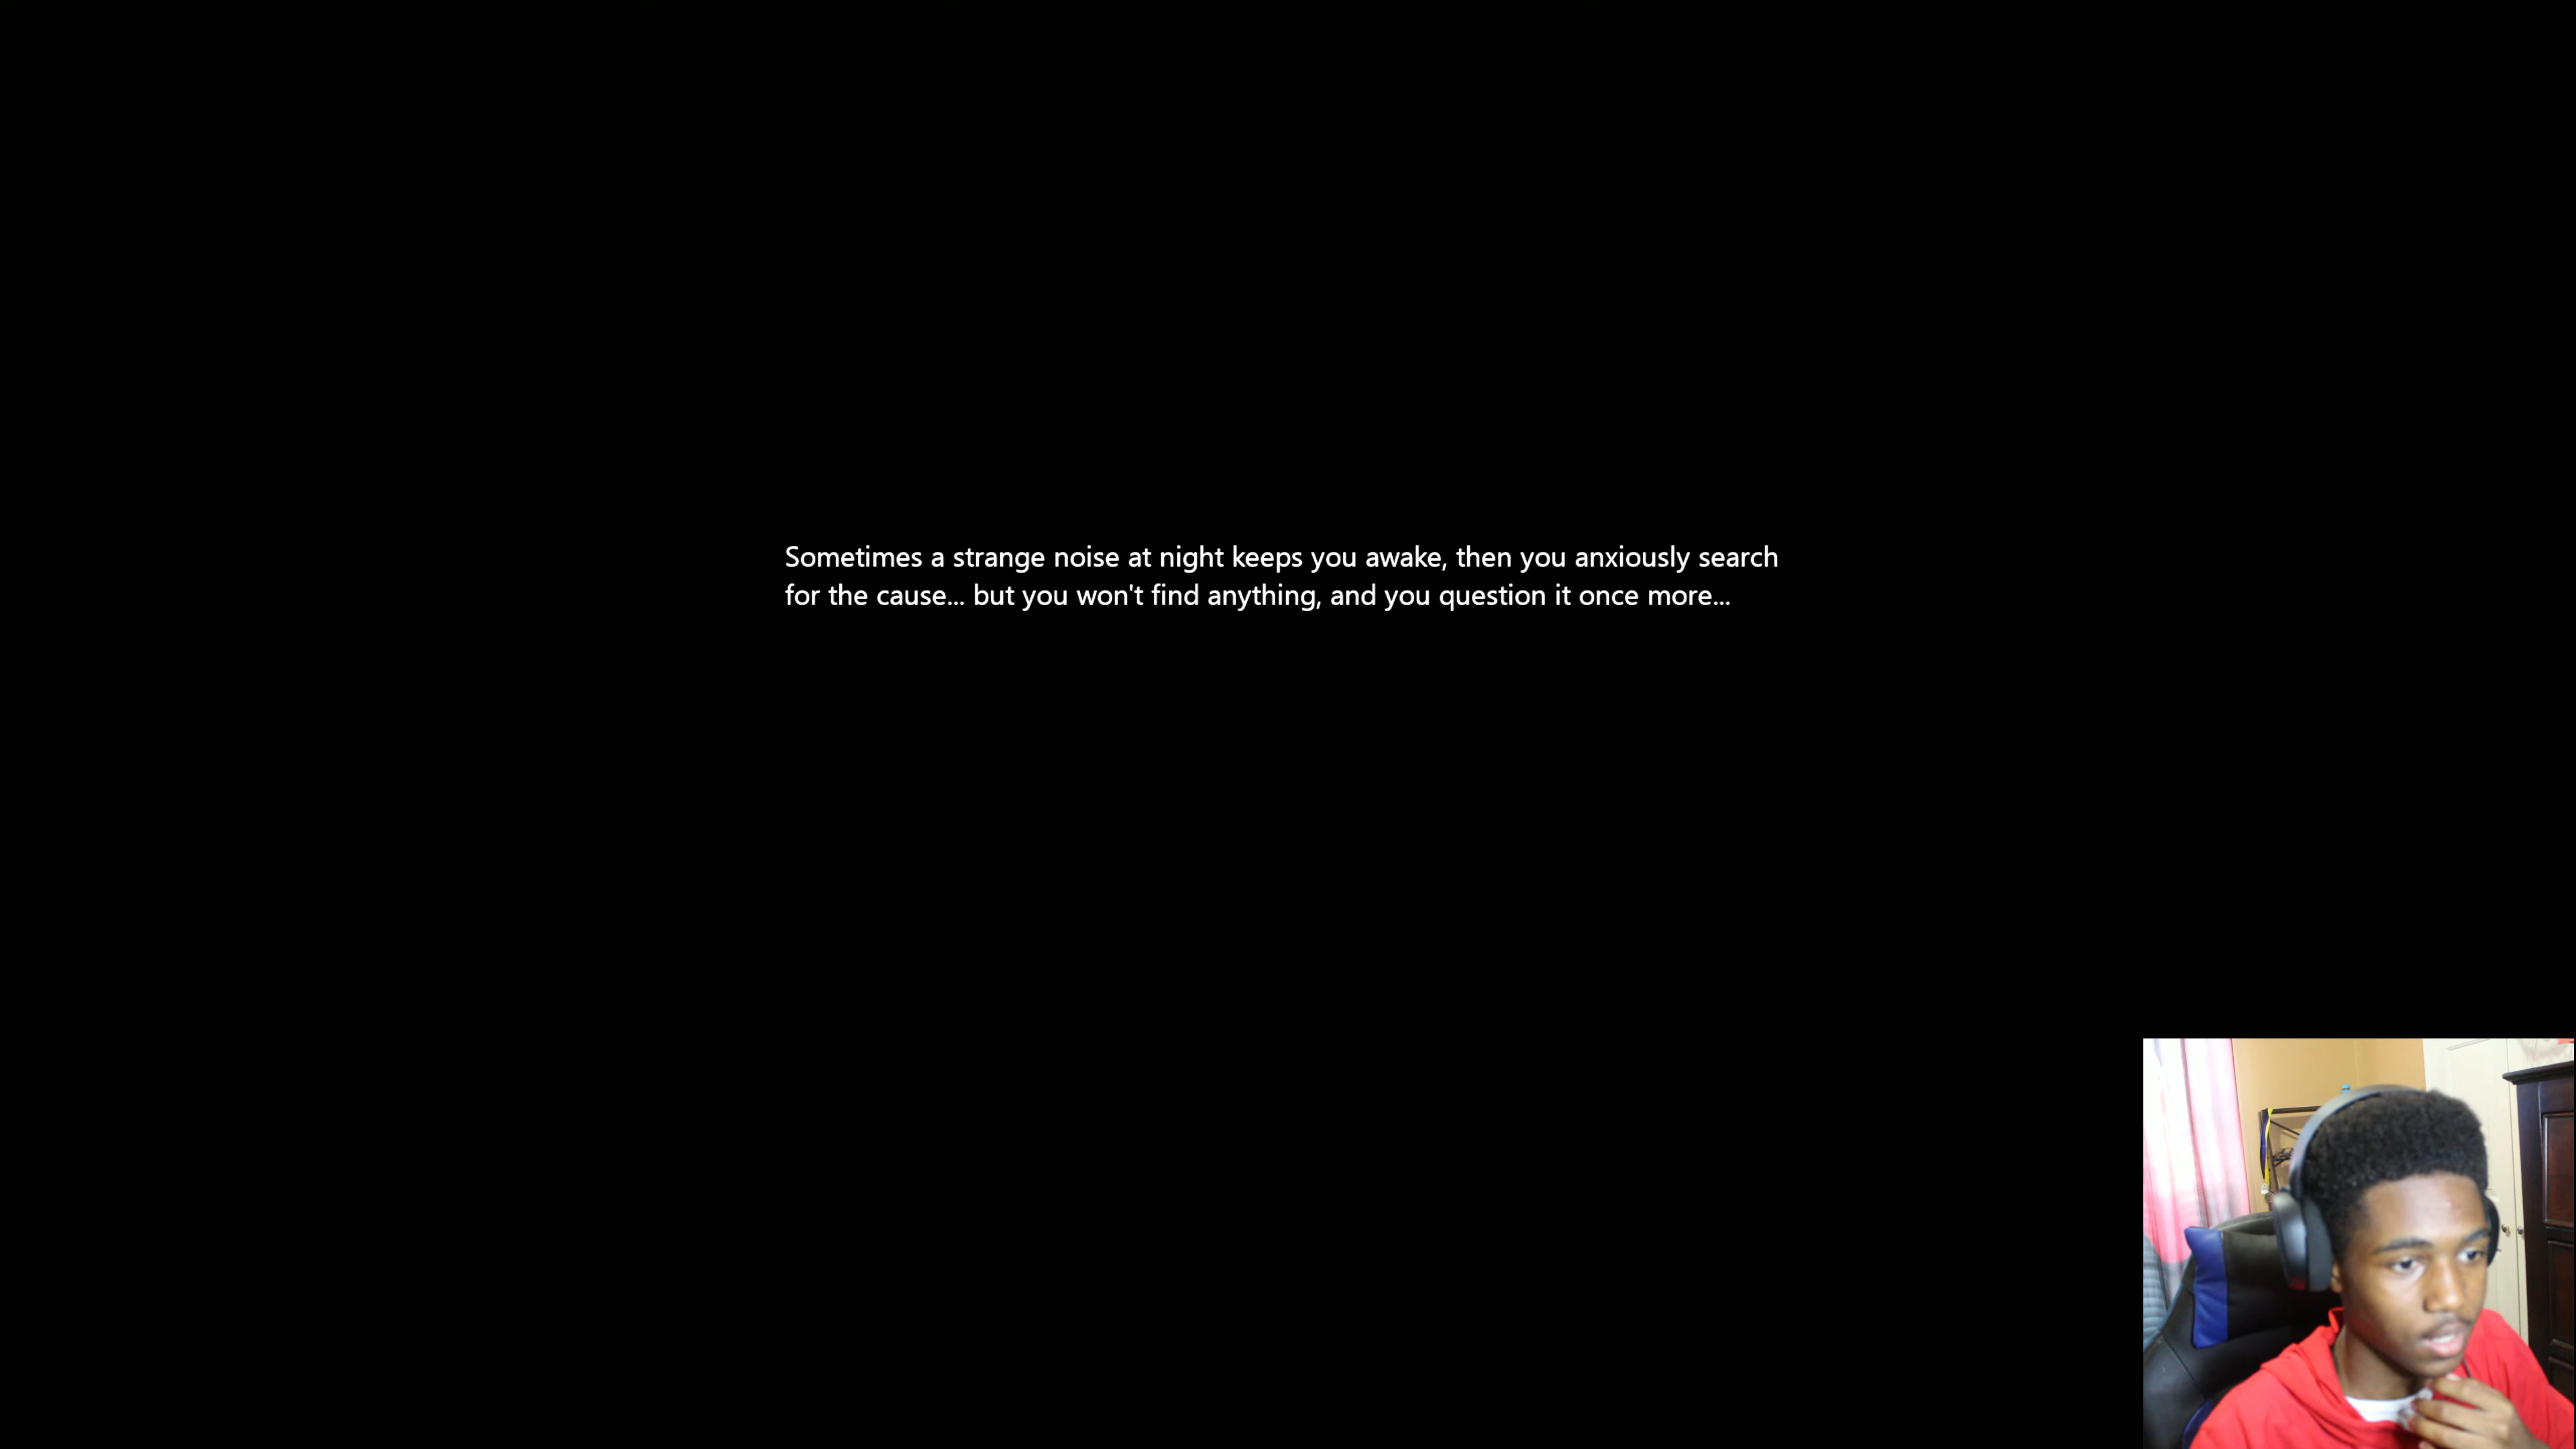 Sometimes a strange noise at night keeps you awake, then you anxiously search
for the cause... but you won't find anything, and you question it once more...